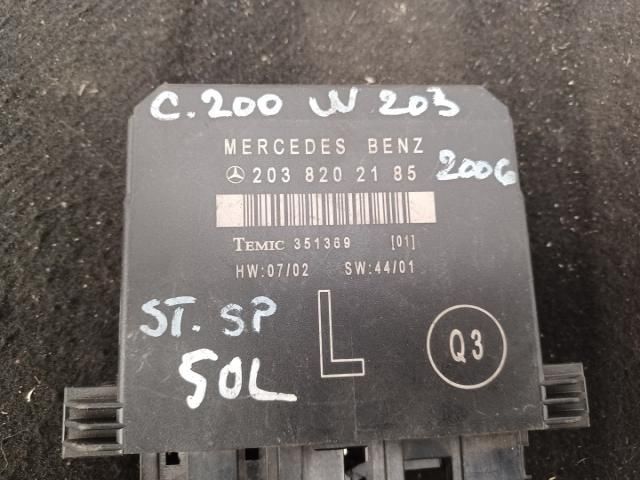 C.200 W203
MERCEDES BENZ
203 820 21 85
2006
TEMIC 351369 [01]
HW:07/02 SW:44/01
ST. SP
SOL
L
Q3